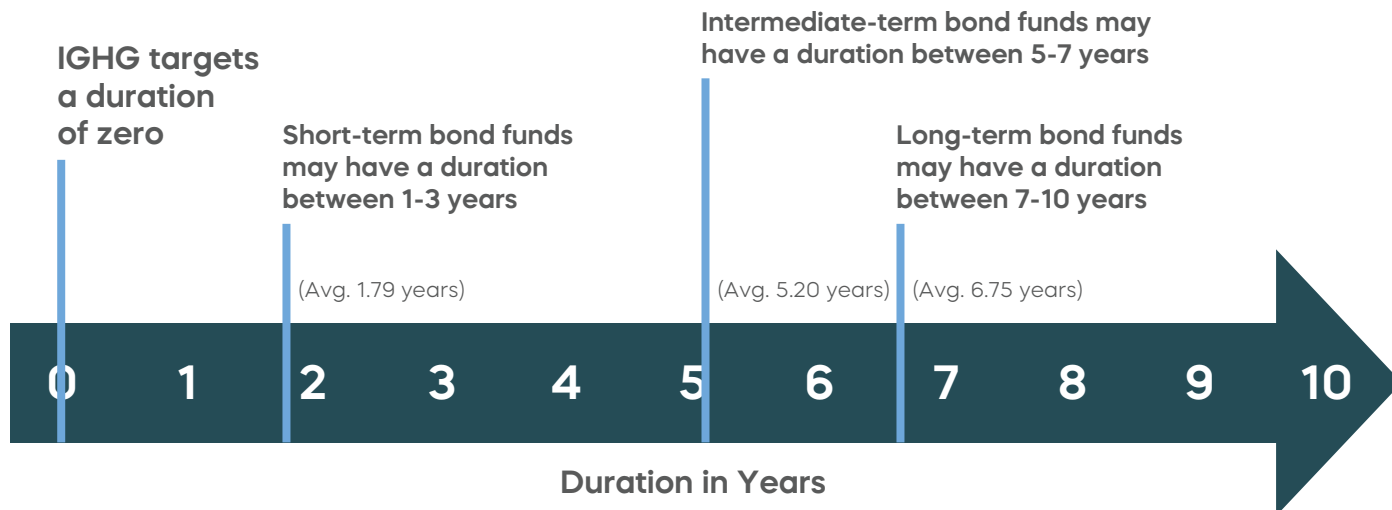 IGHG targets
a duration
of zero
Short-term bond funds
may have a duration
between 1-3 years
(Avg. 1.79 years)
Intermediate-term bond funds may
have a duration between 5-7 years
(Avg. 5.20 years)
Long-term bond funds
may have a duration
between 7-10 years
(Avg. 6.75 years)
0 1 2 3 4 5 6 7 8 9 10
Duration in Years